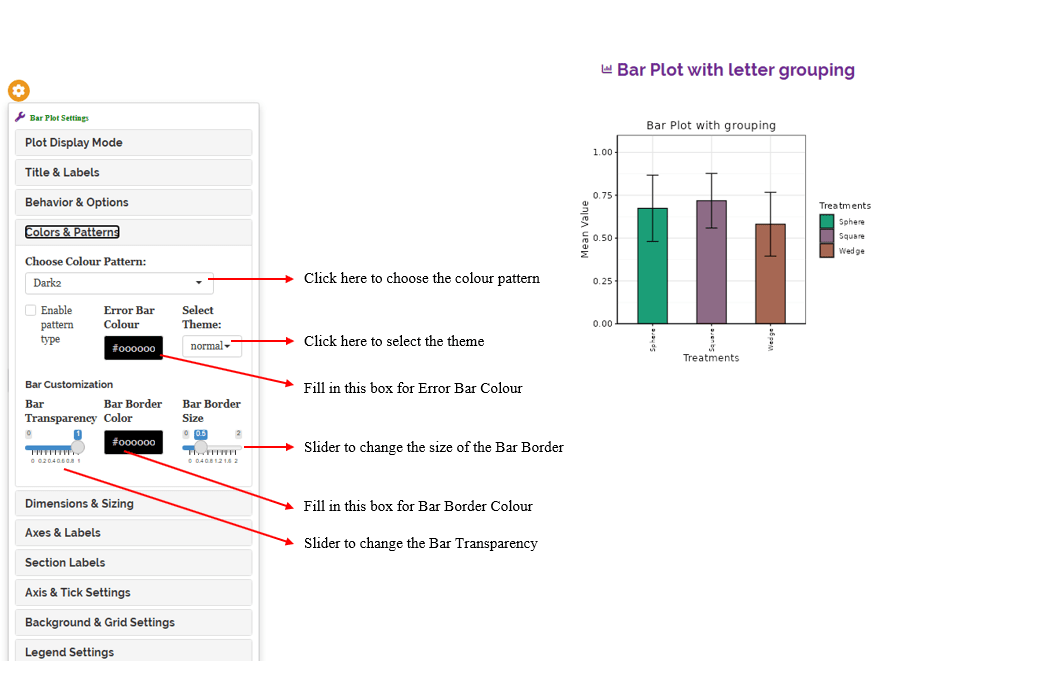 Bar Plot with letter grouping
Bar Plot Settings
Plot Display Mode
Title & Labels
Behavior & Options
Colors & Patterns
Choose Colour Pattern:
Dark2
Enable pattern type
Error Bar Colour
#000000
Select Theme:
normal
Bar Customization
Bar Transparency
0
1
0 0.2 0.4 0.6 0.8 1
Bar Border Color
#000000
Bar Border Size
0
0.5
2
0 0.4 0.8 1.2 1.6 2
Dimensions & Sizing
Axes & Labels
Section Labels
Axis & Tick Settings
Background & Grid Settings
Legend Settings
Click here to choose the colour pattern
Click here to select the theme
Fill in this box for Error Bar Colour
Slider to change the size of the Bar Border
Fill in this box for Bar Border Colour
Slider to change the Bar Transparency
Bar Plot with grouping
Mean Value
1.00
0.75
0.50
0.25
0.00
Sphere
Square
Wedge
Treatments
Treatments
Sphere
Square
Wedge